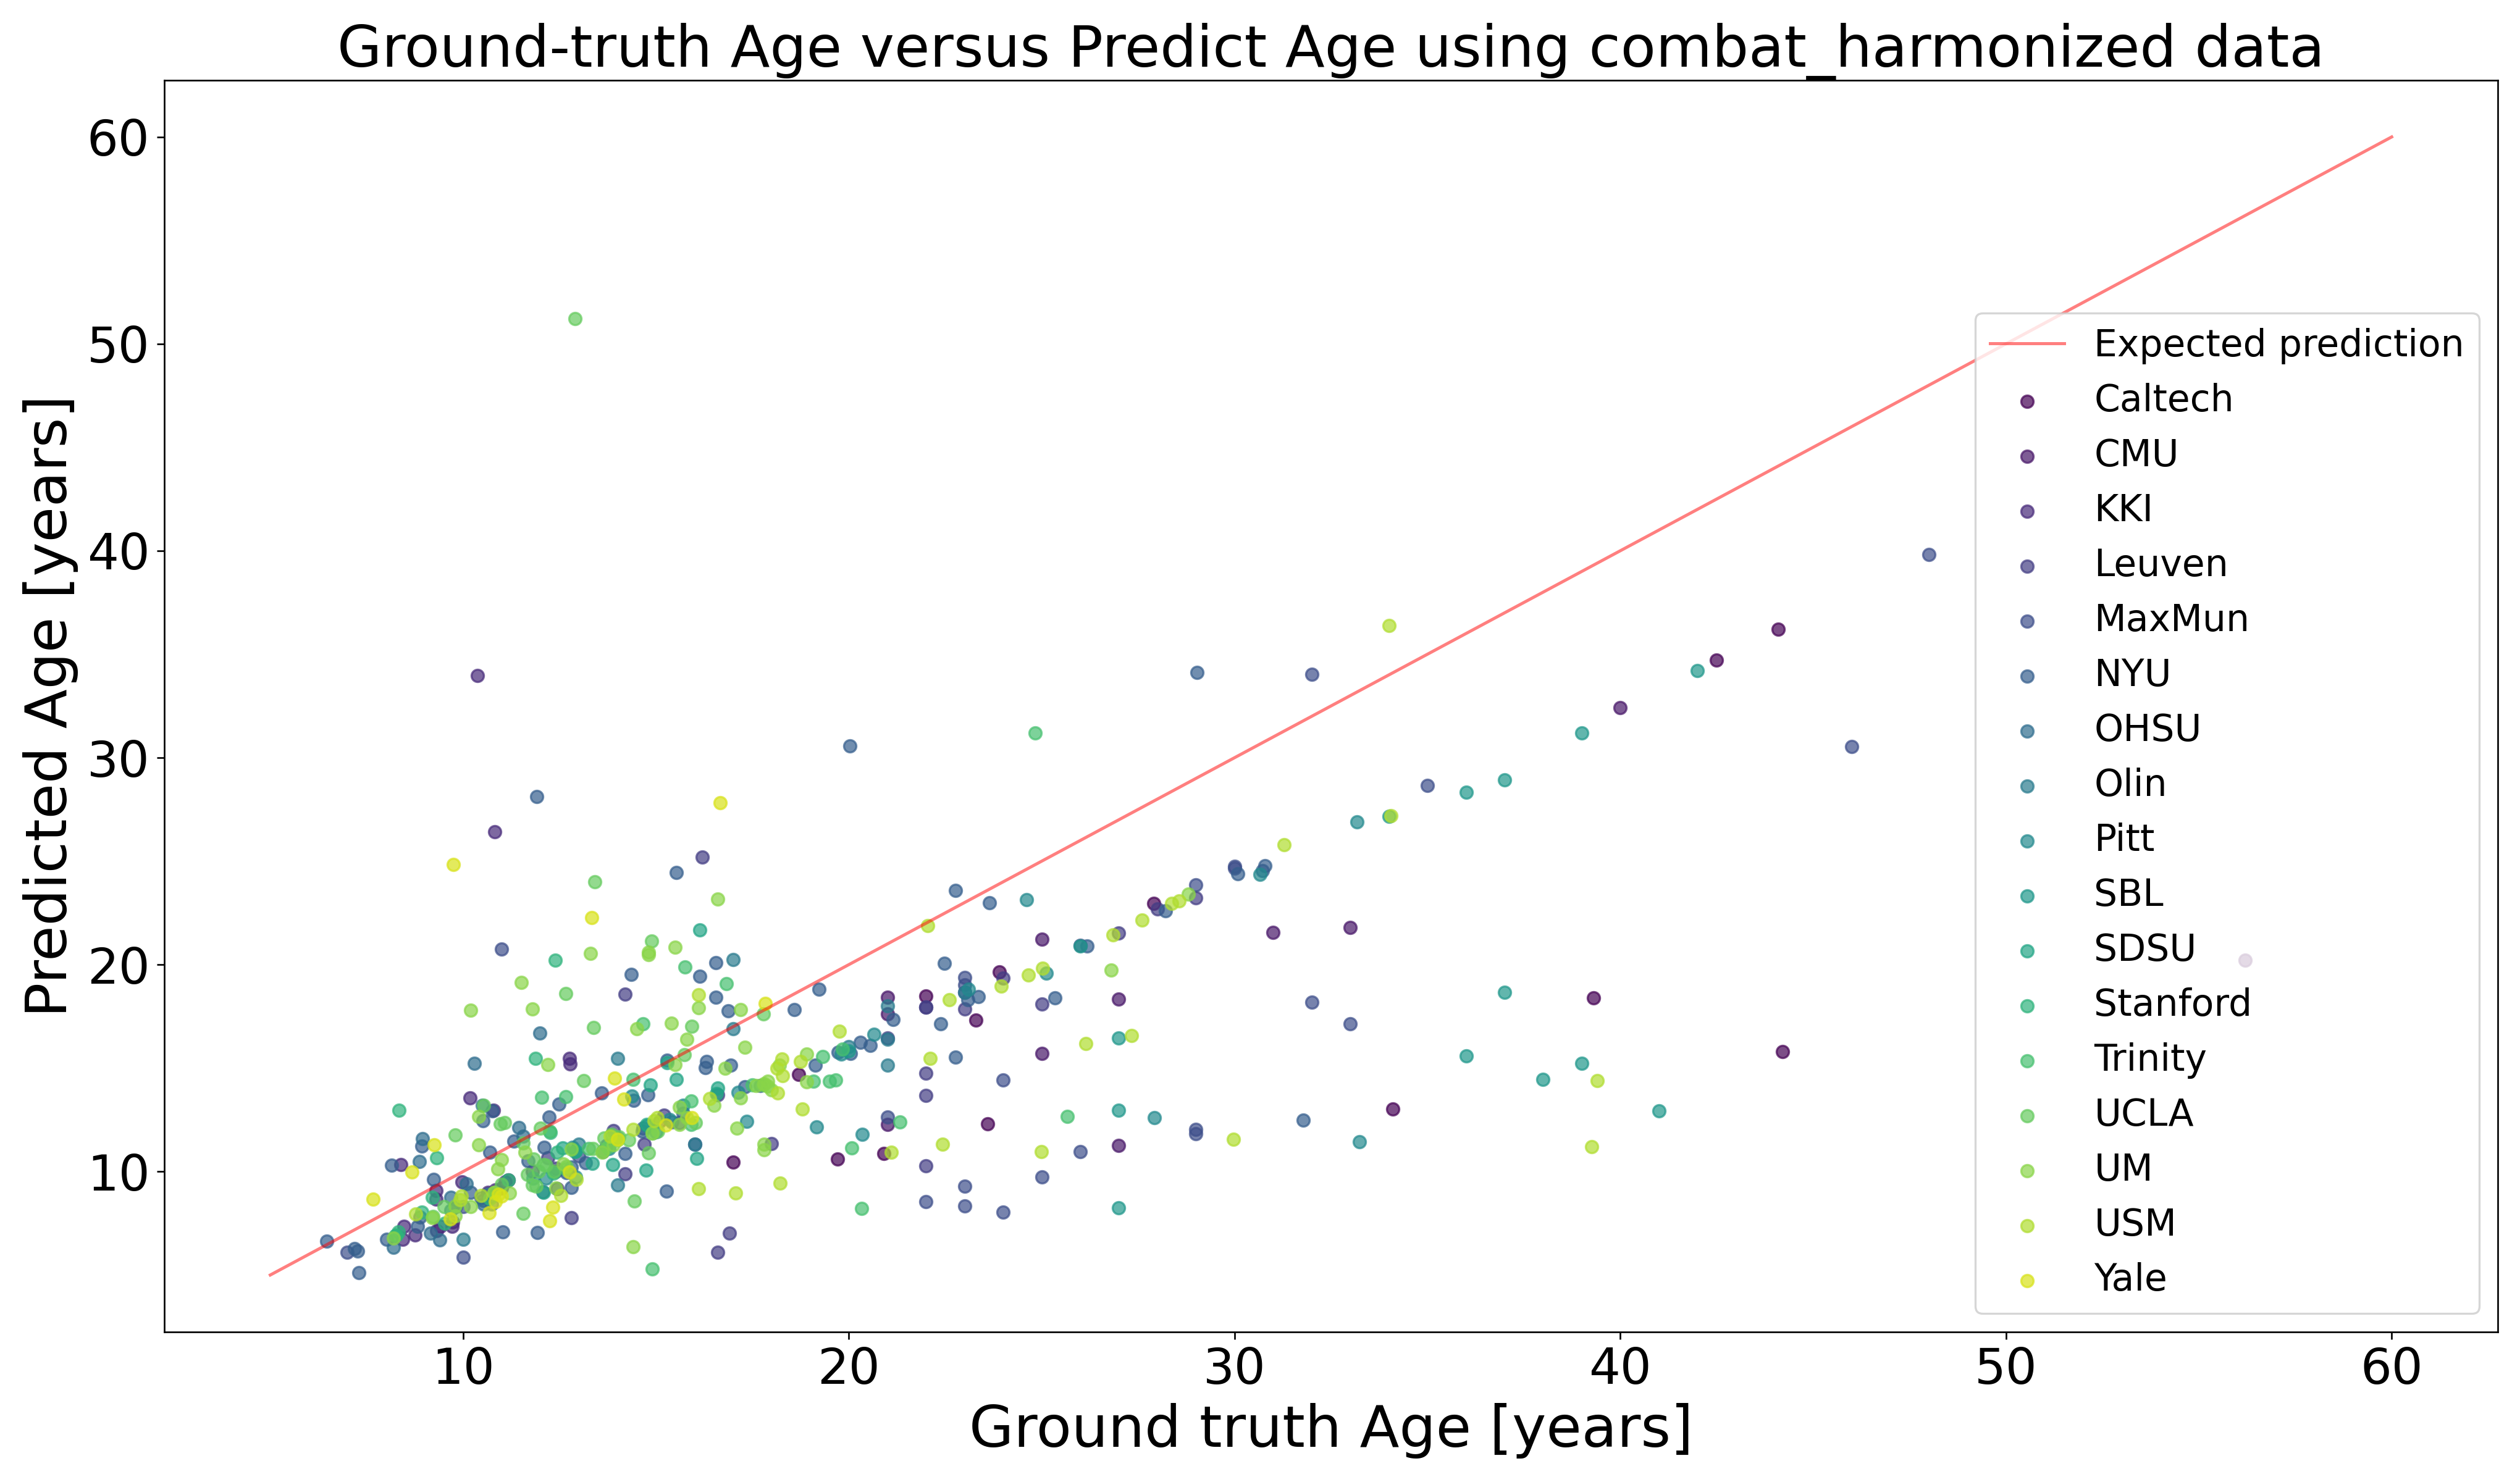 Ground-truth Age versus Predict Age using combat_harmonized data
Predicted Age [years]
60
50
40
30
20
10
10
20
30
40
50
60
Ground truth Age [years]
Expected prediction
Caltech
CMU
KKI
Leuven
MaxMun
NYU
OHSU
Olin
Pitt
SBL
SDSU
Stanford
Trinity
UCLA
UM
USM
Yale